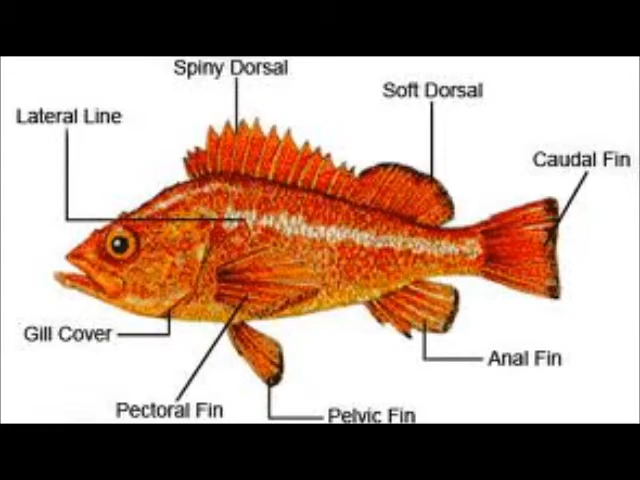 Spiny Dorsal
Soft Dorsal
Lateral Line
Caudal Fin
Gill Cover
Anal Fin
Pectoral Fin
Pelvic Fin